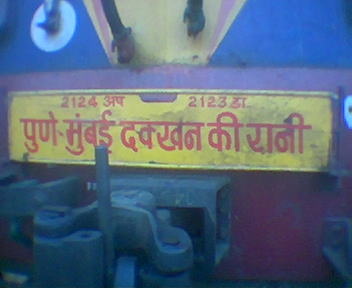 2124 अप 2123 डा.
पुणे-मुंबई दक्खन की रानी